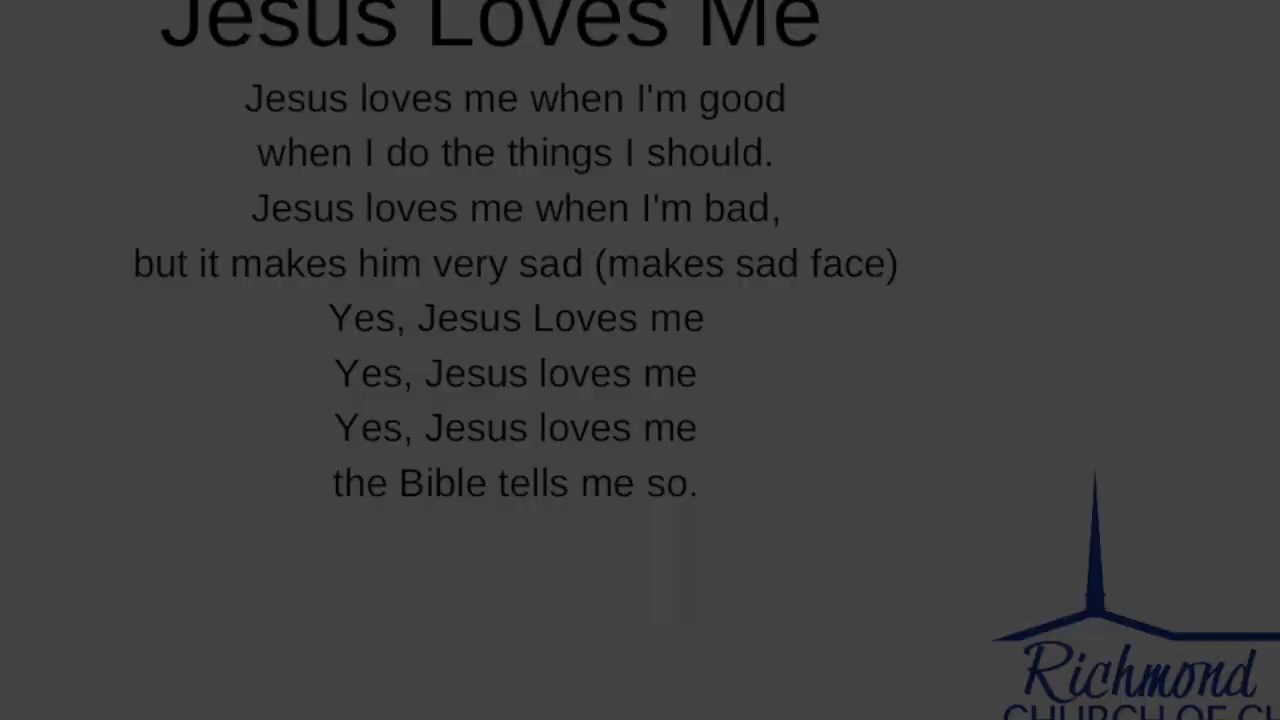 Jesus Loves Me
Jesus loves me when I'm good
when I do the things I should.
Jesus loves me when I'm bad,
but it makes him very sad (makes sad face)
Yes, Jesus Loves me
Yes, Jesus loves me
Yes, Jesus loves me
the Bible tells me so.
Richmond
CHURCH OF